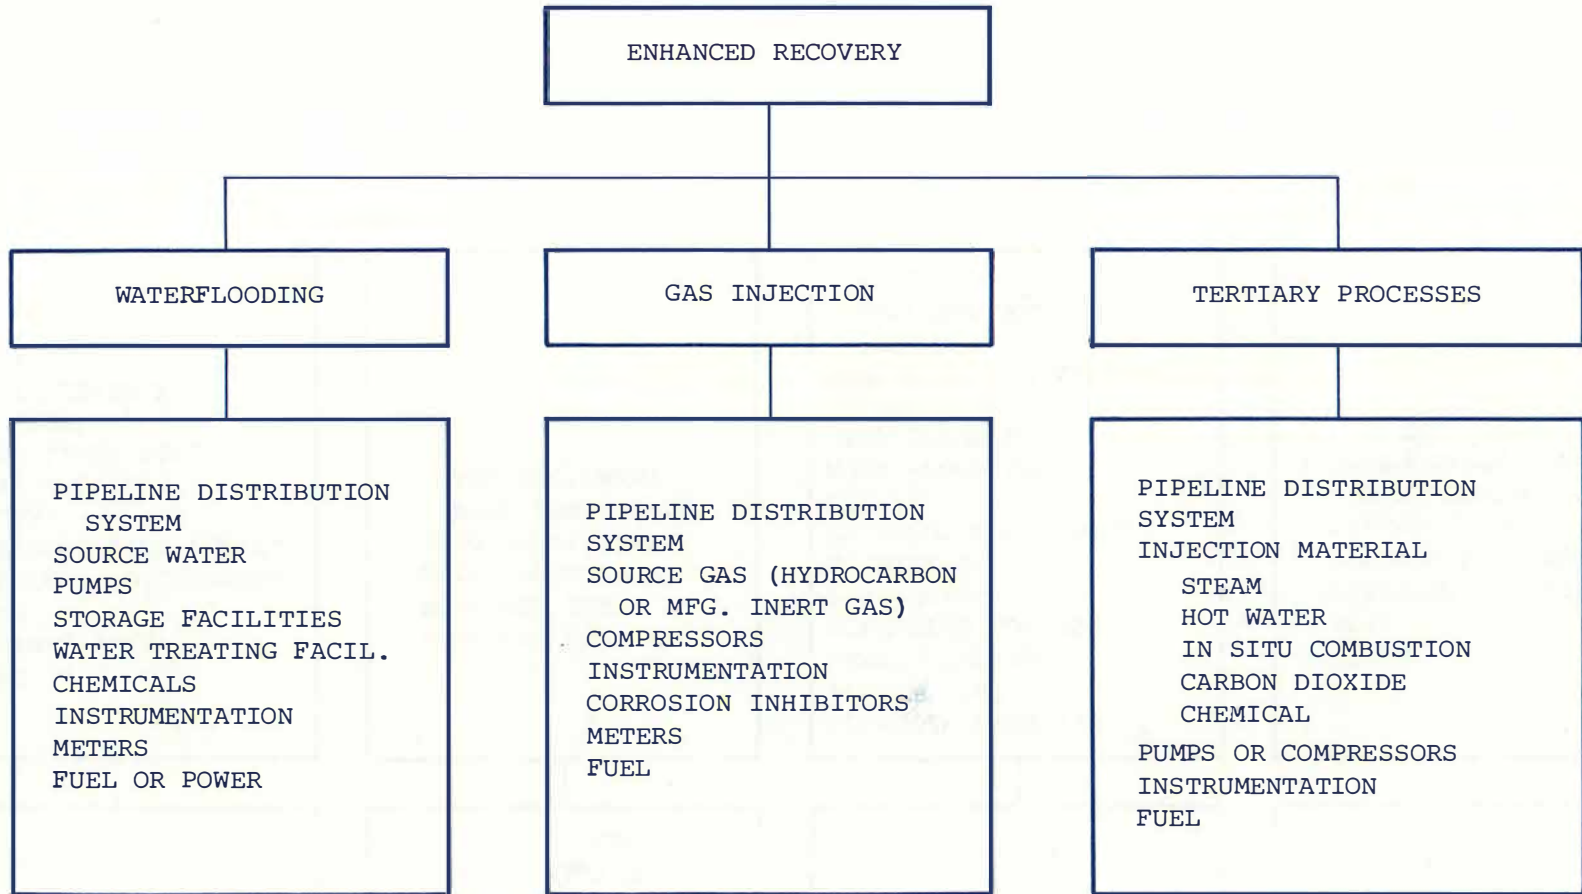 ENHANCED RECOVERY
WATERFLOODING
GAS INJECTION
TERTIARY PROCESSES
PIPELINE DISTRIBUTION
SYSTEM
SOURCE WATER
PUMPS
STORAGE FACILITIES
WATER TREATING FACIL.
CHEMICALS
INSTRUMENTATION
METERS
FUEL OR POWER
PIPELINE DISTRIBUTION
SYSTEM
SOURCE GAS (HYDROCARBON
OR MFG. INERT GAS)
COMPRESSORS
INSTRUMENTATION
CORROSION INHIBITORS
METERS
FUEL
PIPELINE DISTRIBUTION
SYSTEM
INJECTION MATERIAL
STEAM
HOT WATER
IN SITU COMBUSTION
CARBON DIOXIDE
CHEMICAL
PUMPS OR COMPRESSORS
INSTRUMENTATION
FUEL